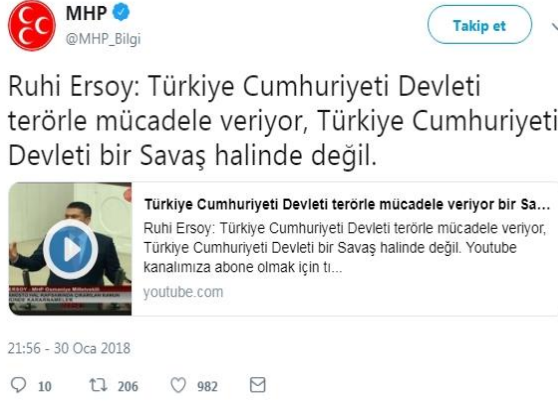 MHP
@MHP_Bilgi
Takip et
Ruhi Ersoy: Türkiye Cumhuriyeti Devleti
terörle mücadele veriyor, Türkiye Cumhuriyeti
Devleti bir Savaş halinde değil.
Türkiye Cumhuriyeti Devleti terörle mücadele veriyor bir Sa...
Ruhi Ersoy: Türkiye Cumhuriyeti Devleti terörle mücadele veriyor,
Türkiye Cumhuriyeti Devleti bir Savaş halinde değil. Youtube
kanalımıza abone olmak için tı...
youtube.com
ERSOY - MHP Osmaniye Milletvekili
21:56 - 30 Oca 2018
10 206 982